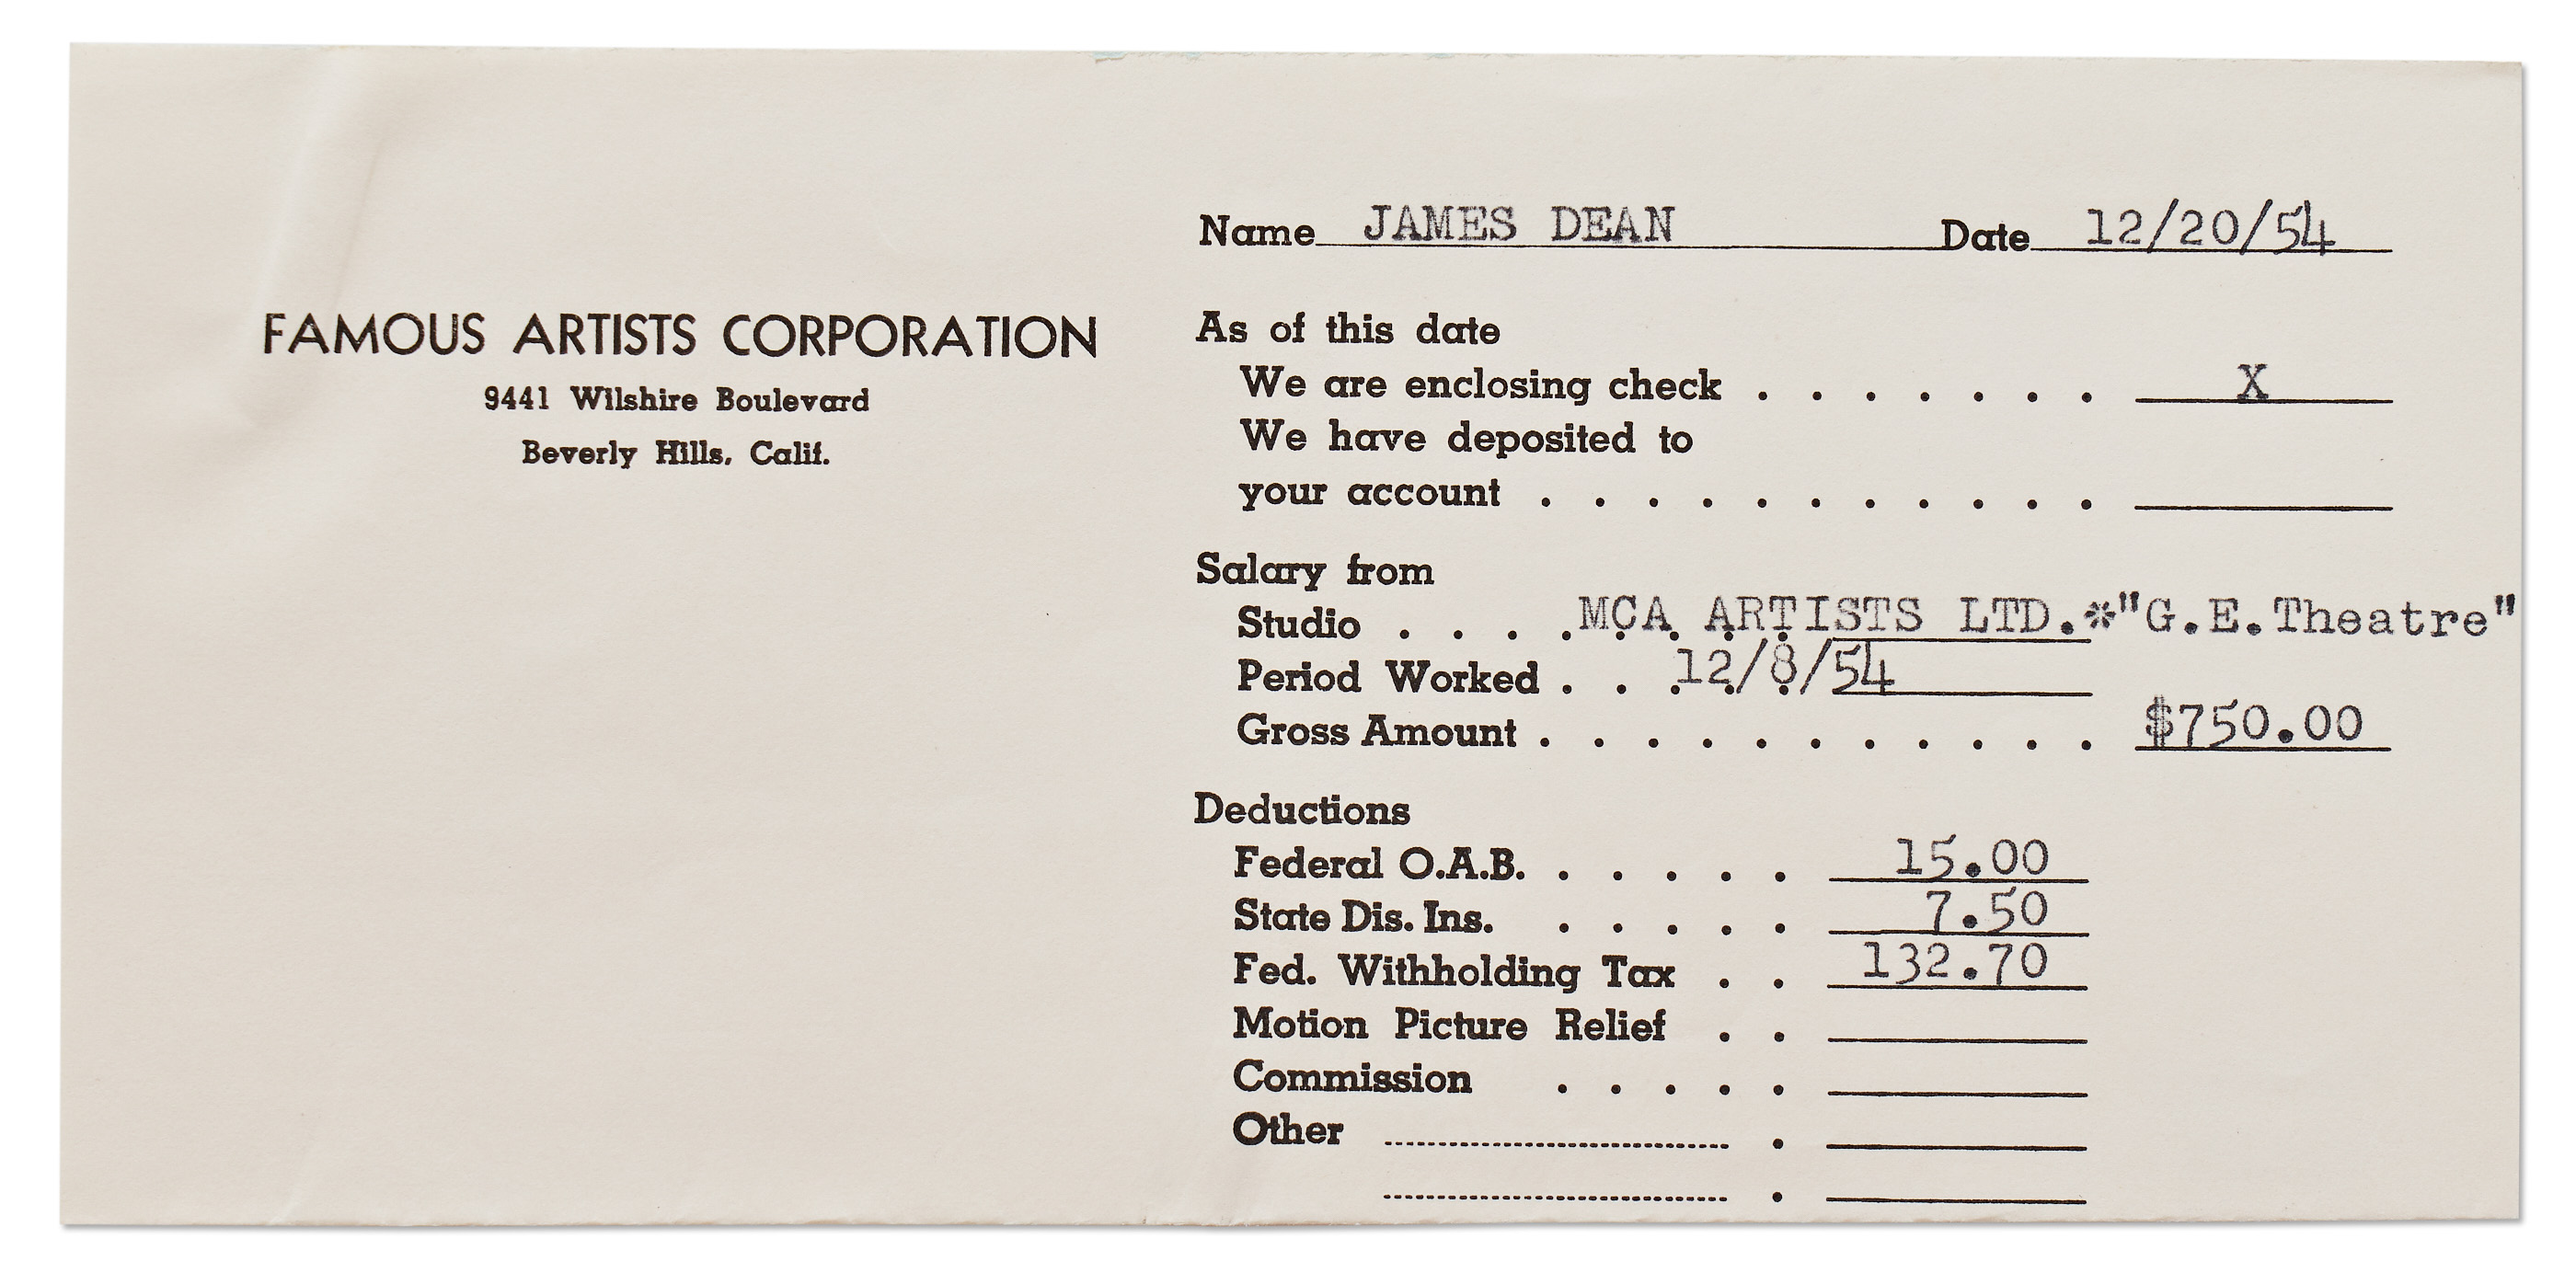 Name JAMES DEAN Date 12/20/54
FAMOUS ARTISTS CORPORATION
9441 Wilshire Boulevard
Beverly Hills, Calif.
As of this date
We are enclosing check . . . . . . . X
We have deposited to
your account . . . . . . . . . . .
Salary from
Studio . . . . MCA ARTISTS LTD.*"G.E.Theatre"
Period Worked . . . 12/8/54
Gross Amount . . . . . . . . . . . $750.00
Deductions
Federal O.A.B. . . . . . 15.00
State Dis. Ins. . . . . . 7.50
Fed. Withholding Tax . . 132.70
Motion Picture Relief . .
Commission . . . . .
Other .